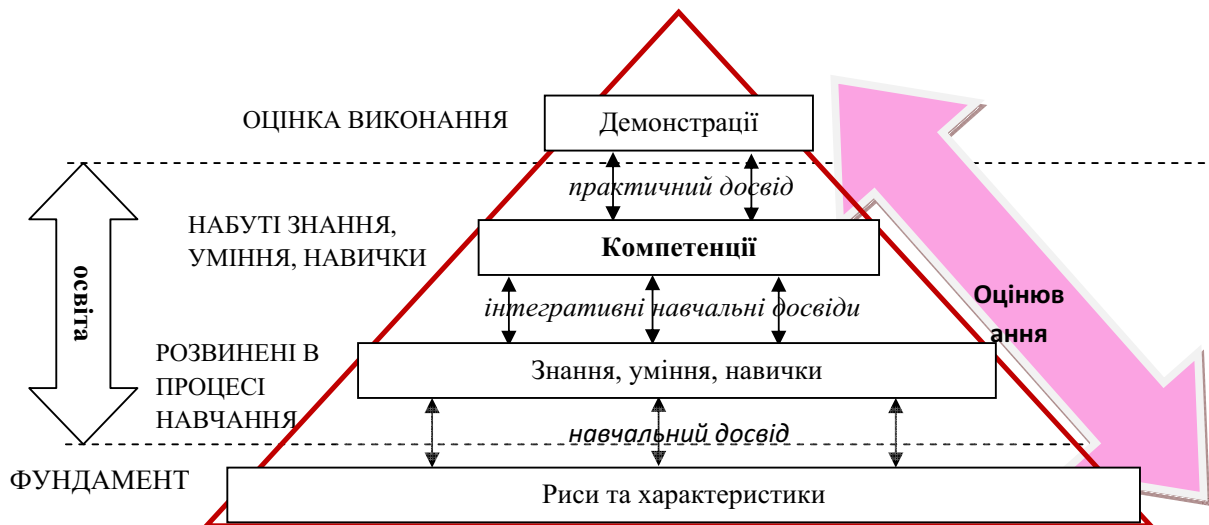 ОЦІНКА ВИКОНАННЯ
Демонстрації
практичний досвід
НАБУТІ ЗНАННЯ,
УМІННЯ, НАВИЧКИ
Компетенції
освіта
інтегративні навчальні досвіди
Оцінюв
ання
РОЗВИНЕНІ В
ПРОЦЕСІ
НАВЧАННЯ
Знання, уміння, навички
навчальний досвід
ФУНДАМЕНТ
Риси та характеристики